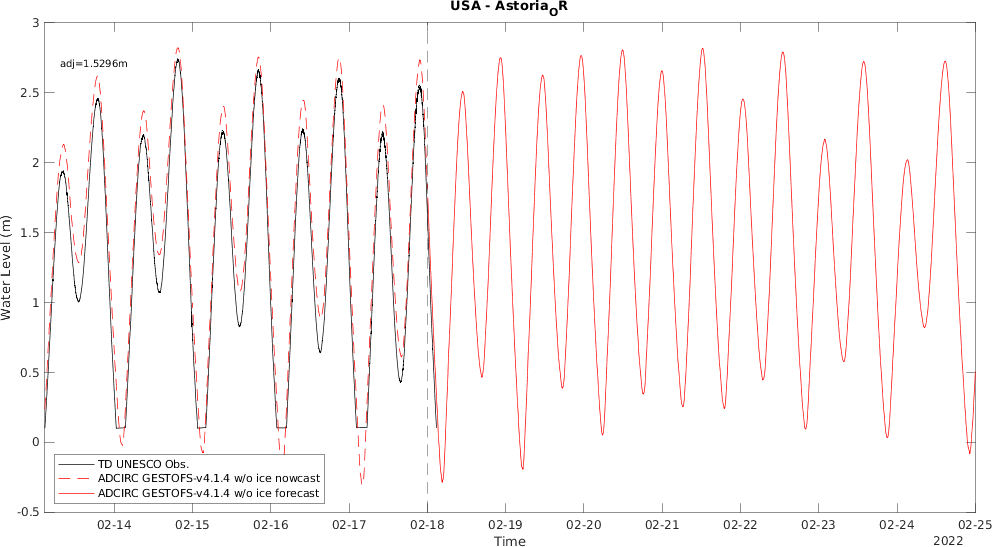 USA - Astoria_OR
3
adj=1.5296m
2.5
2
1.5
Water Level (m)
1
0.5
0
-0.5
TD UNESCO Obs.
ADCIRC GESTOFS-v4.1.4 w/o ice nowcast
ADCIRC GESTOFS-v4.1.4 w/o ice forecast
02-14 02-15 02-16 02-17 02-18 02-19 02-20 02-21 02-22 02-23 02-24 02-25
Time
2022